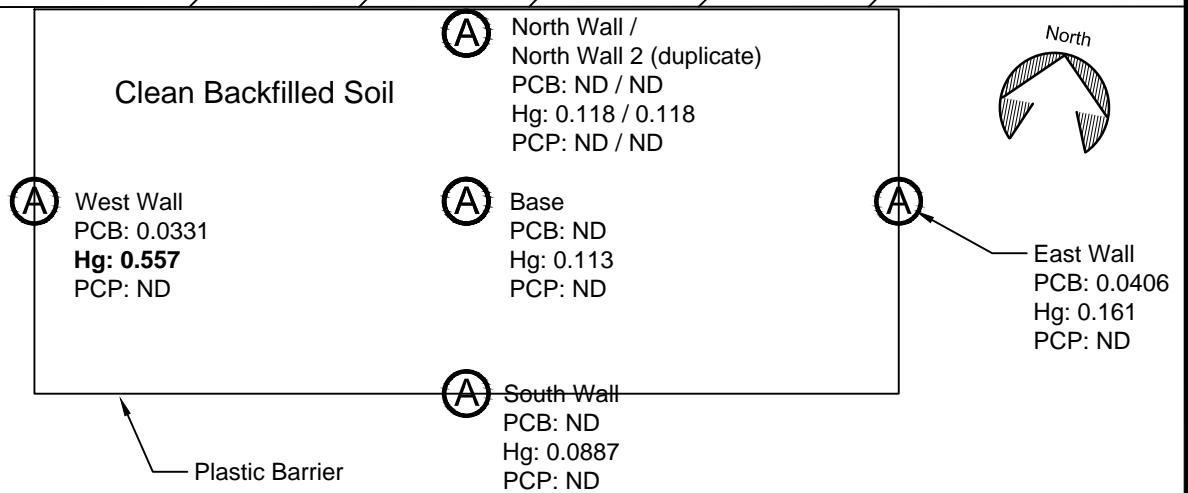 A
North Wall /
North Wall 2 (duplicate)
PCB: ND / ND
Hg: 0.118 / 0.118
PCP: ND / ND
North
Clean Backfilled Soil
A
West Wall
PCB: 0.0331
Hg: 0.557
PCP: ND
A
Base
PCB: ND
Hg: 0.113
PCP: ND
A
East Wall
PCB: 0.0406
Hg: 0.161
PCP: ND
A
South Wall
PCB: ND
Hg: 0.0887
PCP: ND
Plastic Barrier